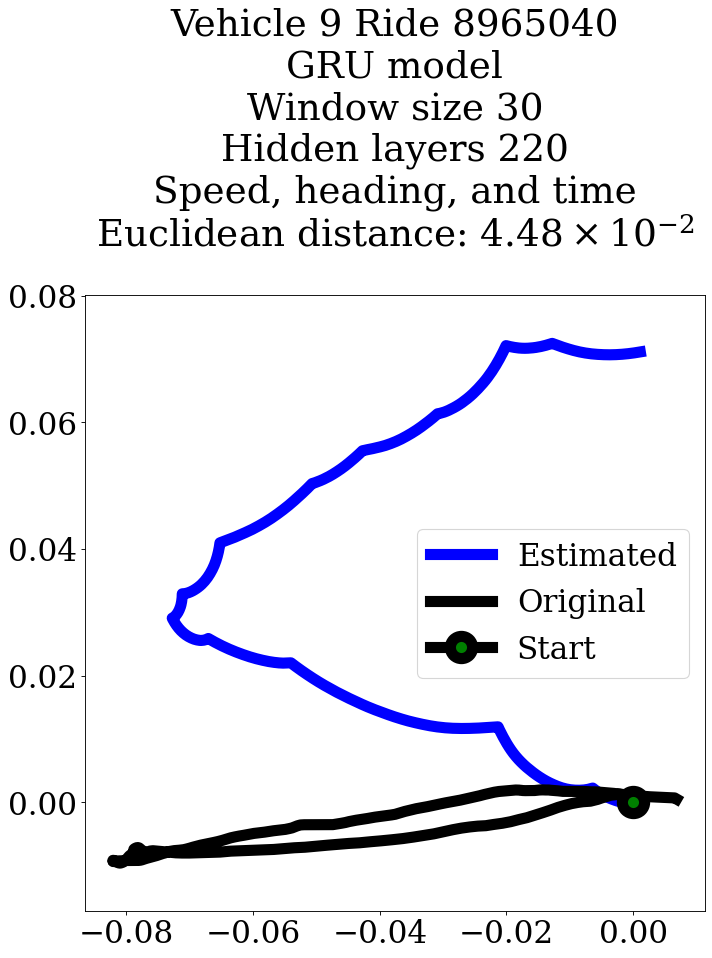 Vehicle 9 Ride 8965040
GRU model
Window size 30
Hidden layers 220
Speed, heading, and time
Euclidean distance: 4.48 × 10⁻²
0.08
0.06
0.04
0.02
0.00
Estimated
Original
Start
−0.08 −0.06 −0.04 −0.02 0.00